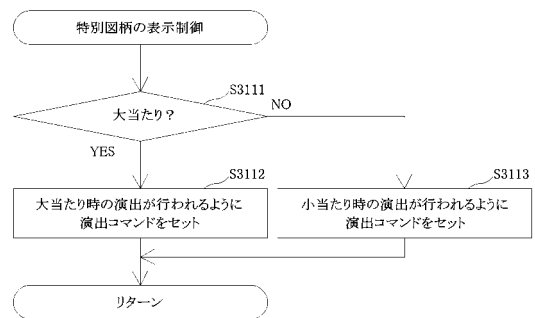 特別図柄の表示制御
S3111
大当たり？
NO
YES
S3112
S3113
大当たり時の演出が行われるように
演出コマンドをセット
小当たり時の演出が行われるように
演出コマンドをセット
リターン